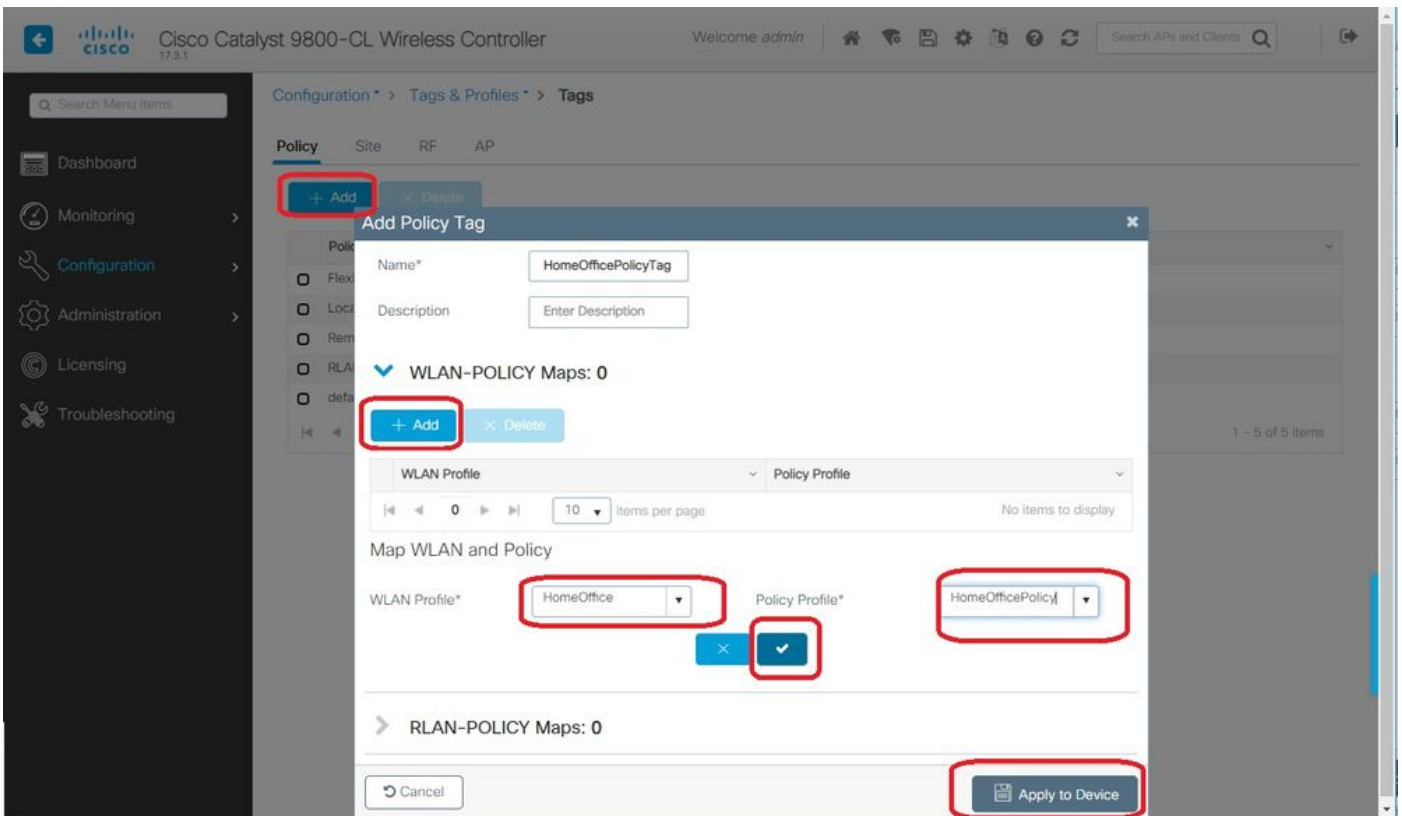 cisco
Cisco Catalyst 9800-CL Wireless Controller
17.3.1
Welcome admin
Search APs and Clients
Search Menu Items
Dashboard
Monitoring
Configuration
Administration
Licensing
Troubleshooting
Configuration > Tags & Profiles > Tags
Policy Site RF AP
+ Add × Delete
Add Policy Tag
Name* HomeOfficePolicyTag
Description Enter Description
WLAN-POLICY Maps: 0
+ Add × Delete
WLAN Profile Policy Profile
0 10 items per page No items to display
Map WLAN and Policy
WLAN Profile* HomeOffice Policy Profile* HomeOfficePolicy
RLAN-POLICY Maps: 0
Cancel Apply to Device
1 - 5 of 5 items